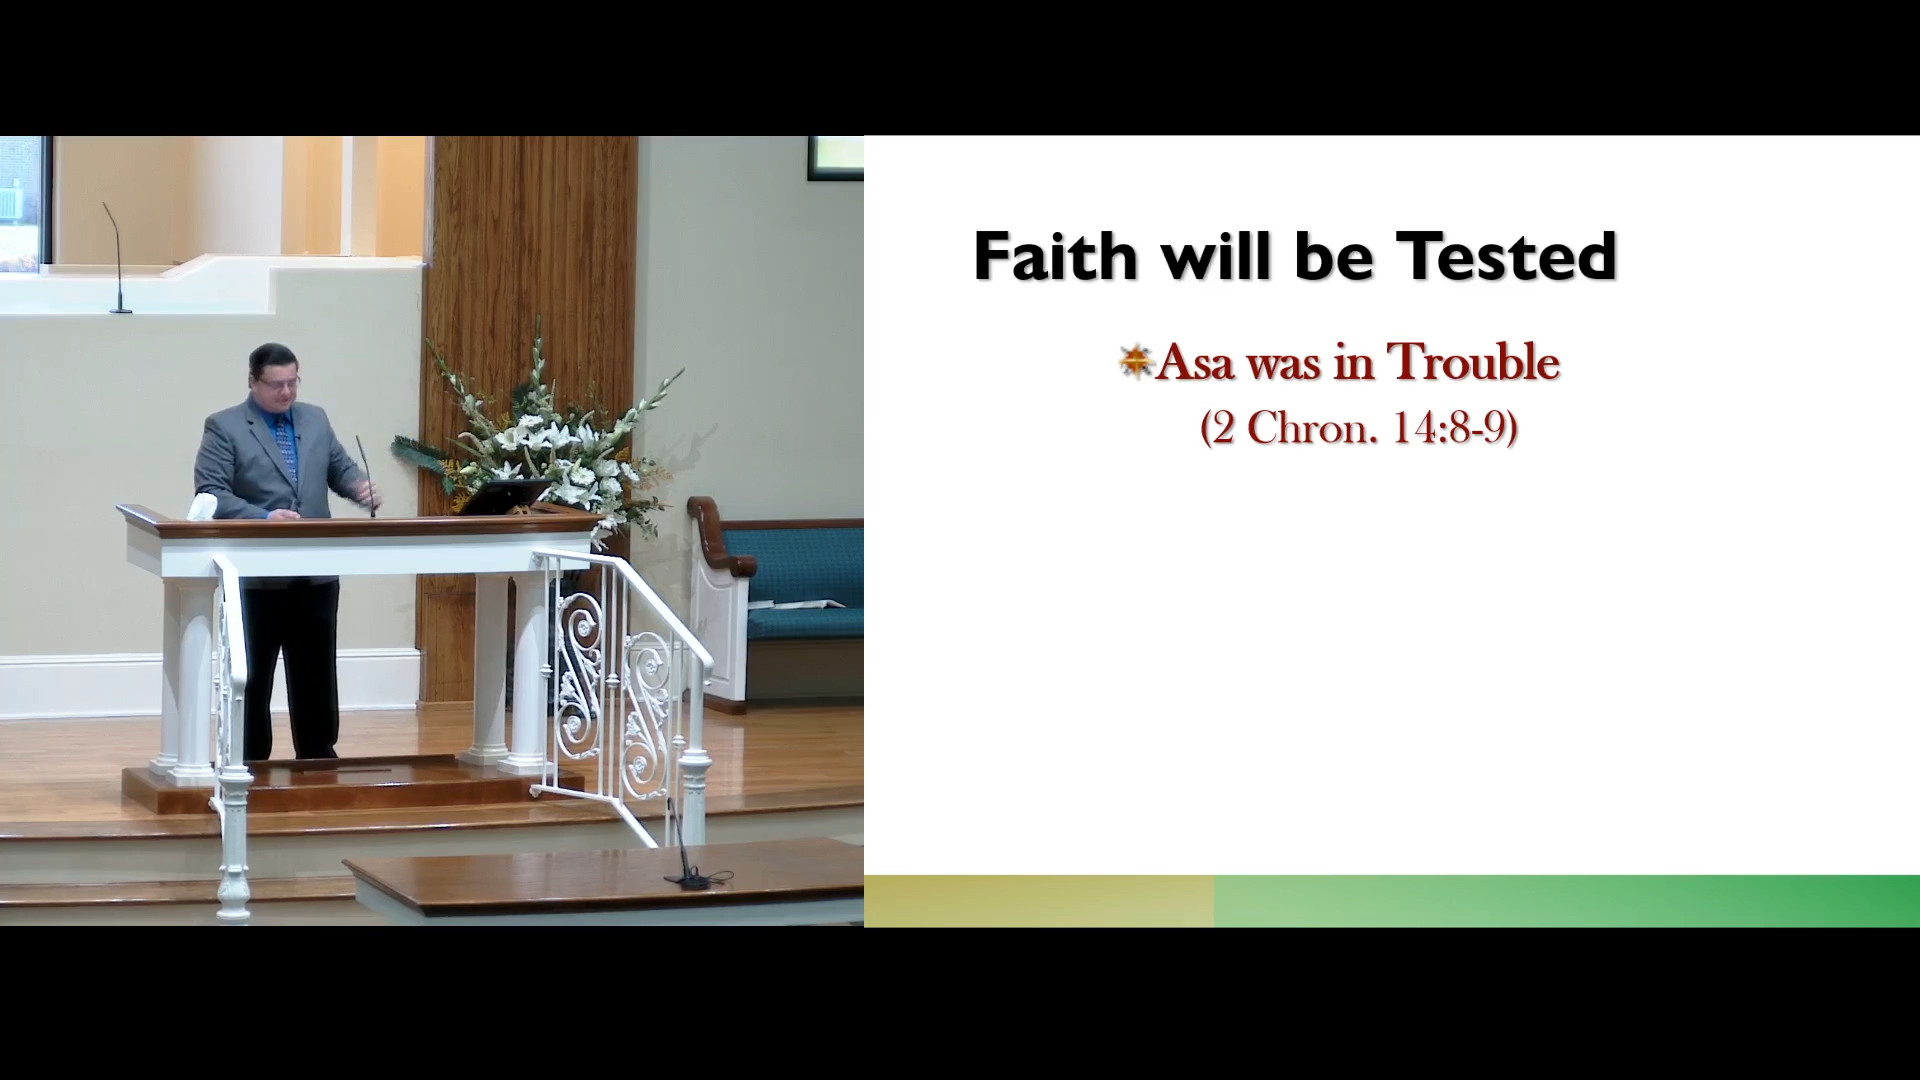 Faith will be Tested
Asa was in Trouble
(2 Chron. 14:8-9)